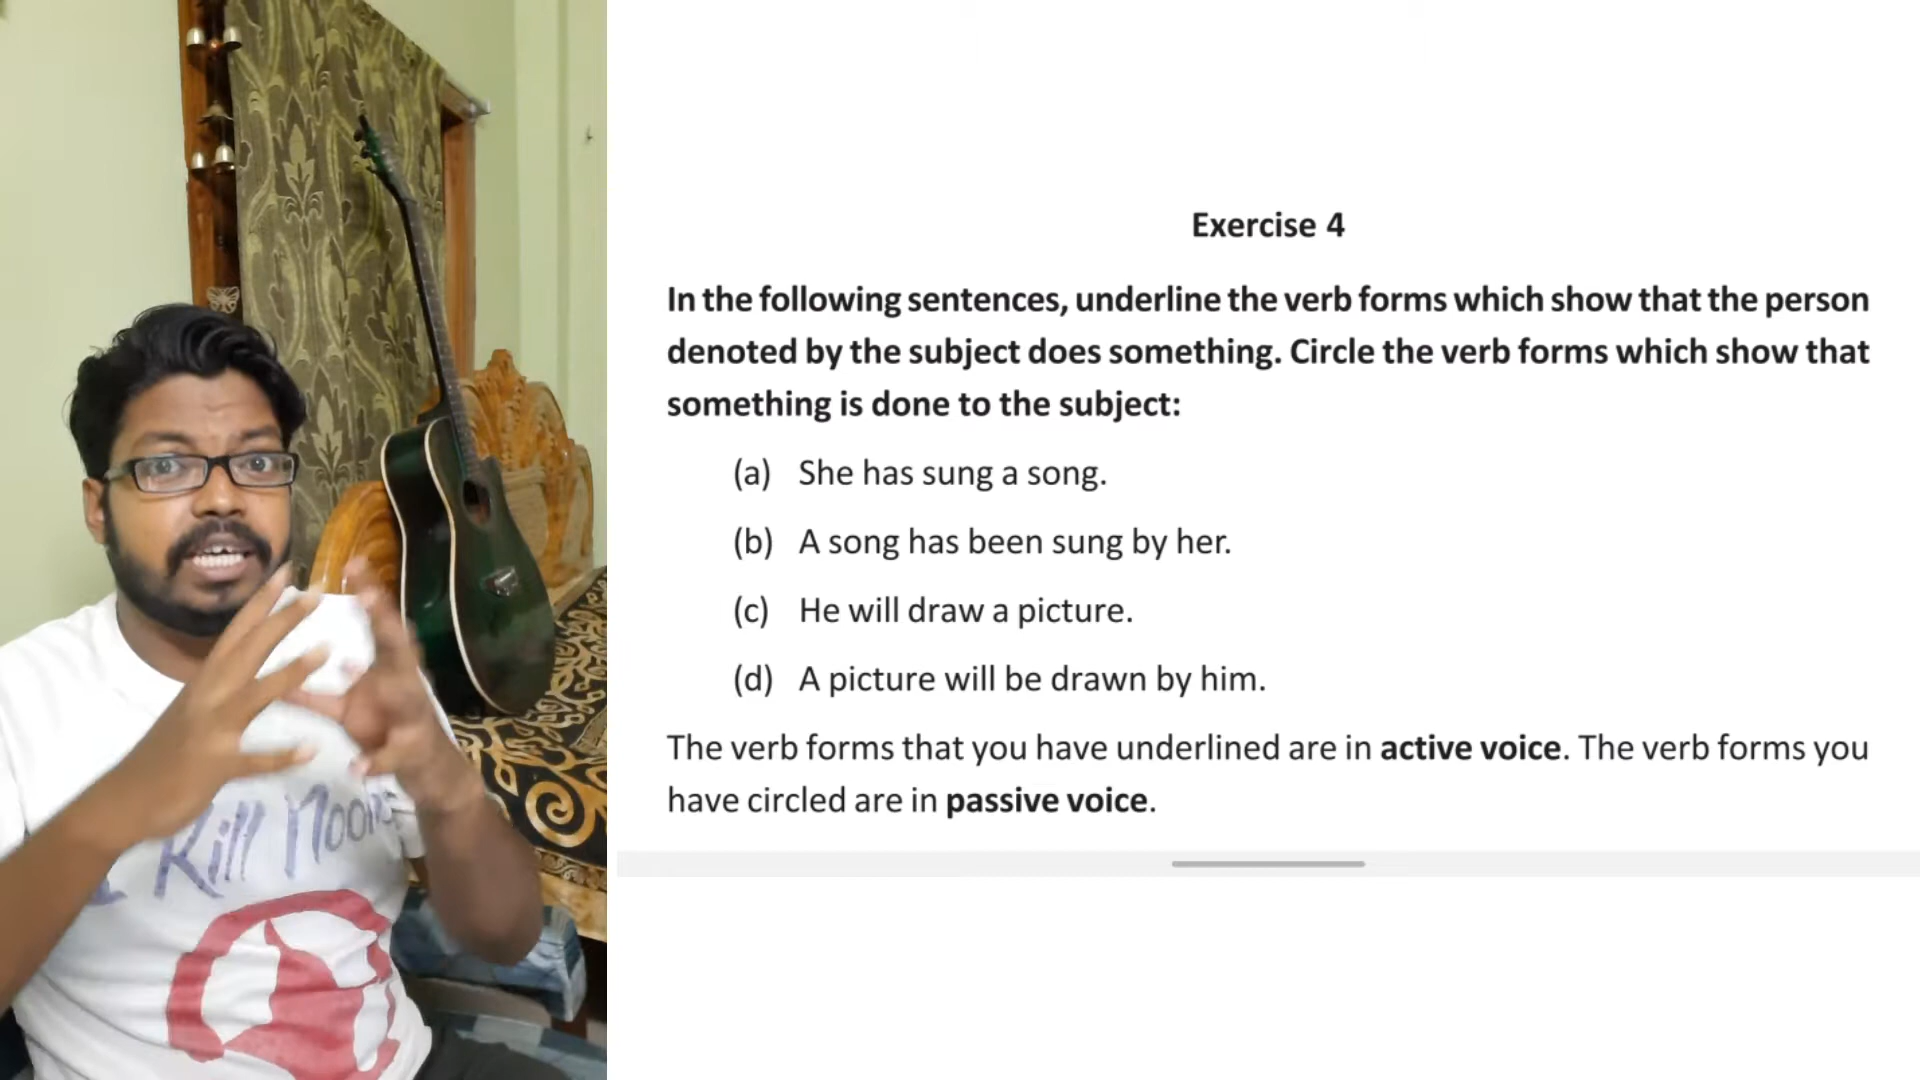 Exercise 4
In the following sentences, underline the verb forms which show that the person
denoted by the subject does something. Circle the verb forms which show that
something is done to the subject:
(a) She has sung a song.
(b) A song has been sung by her.
(c) He will draw a picture.
(d) A picture will be drawn by him.
The verb forms that you have underlined are in active voice. The verb forms you
have circled are in passive voice.
Kill